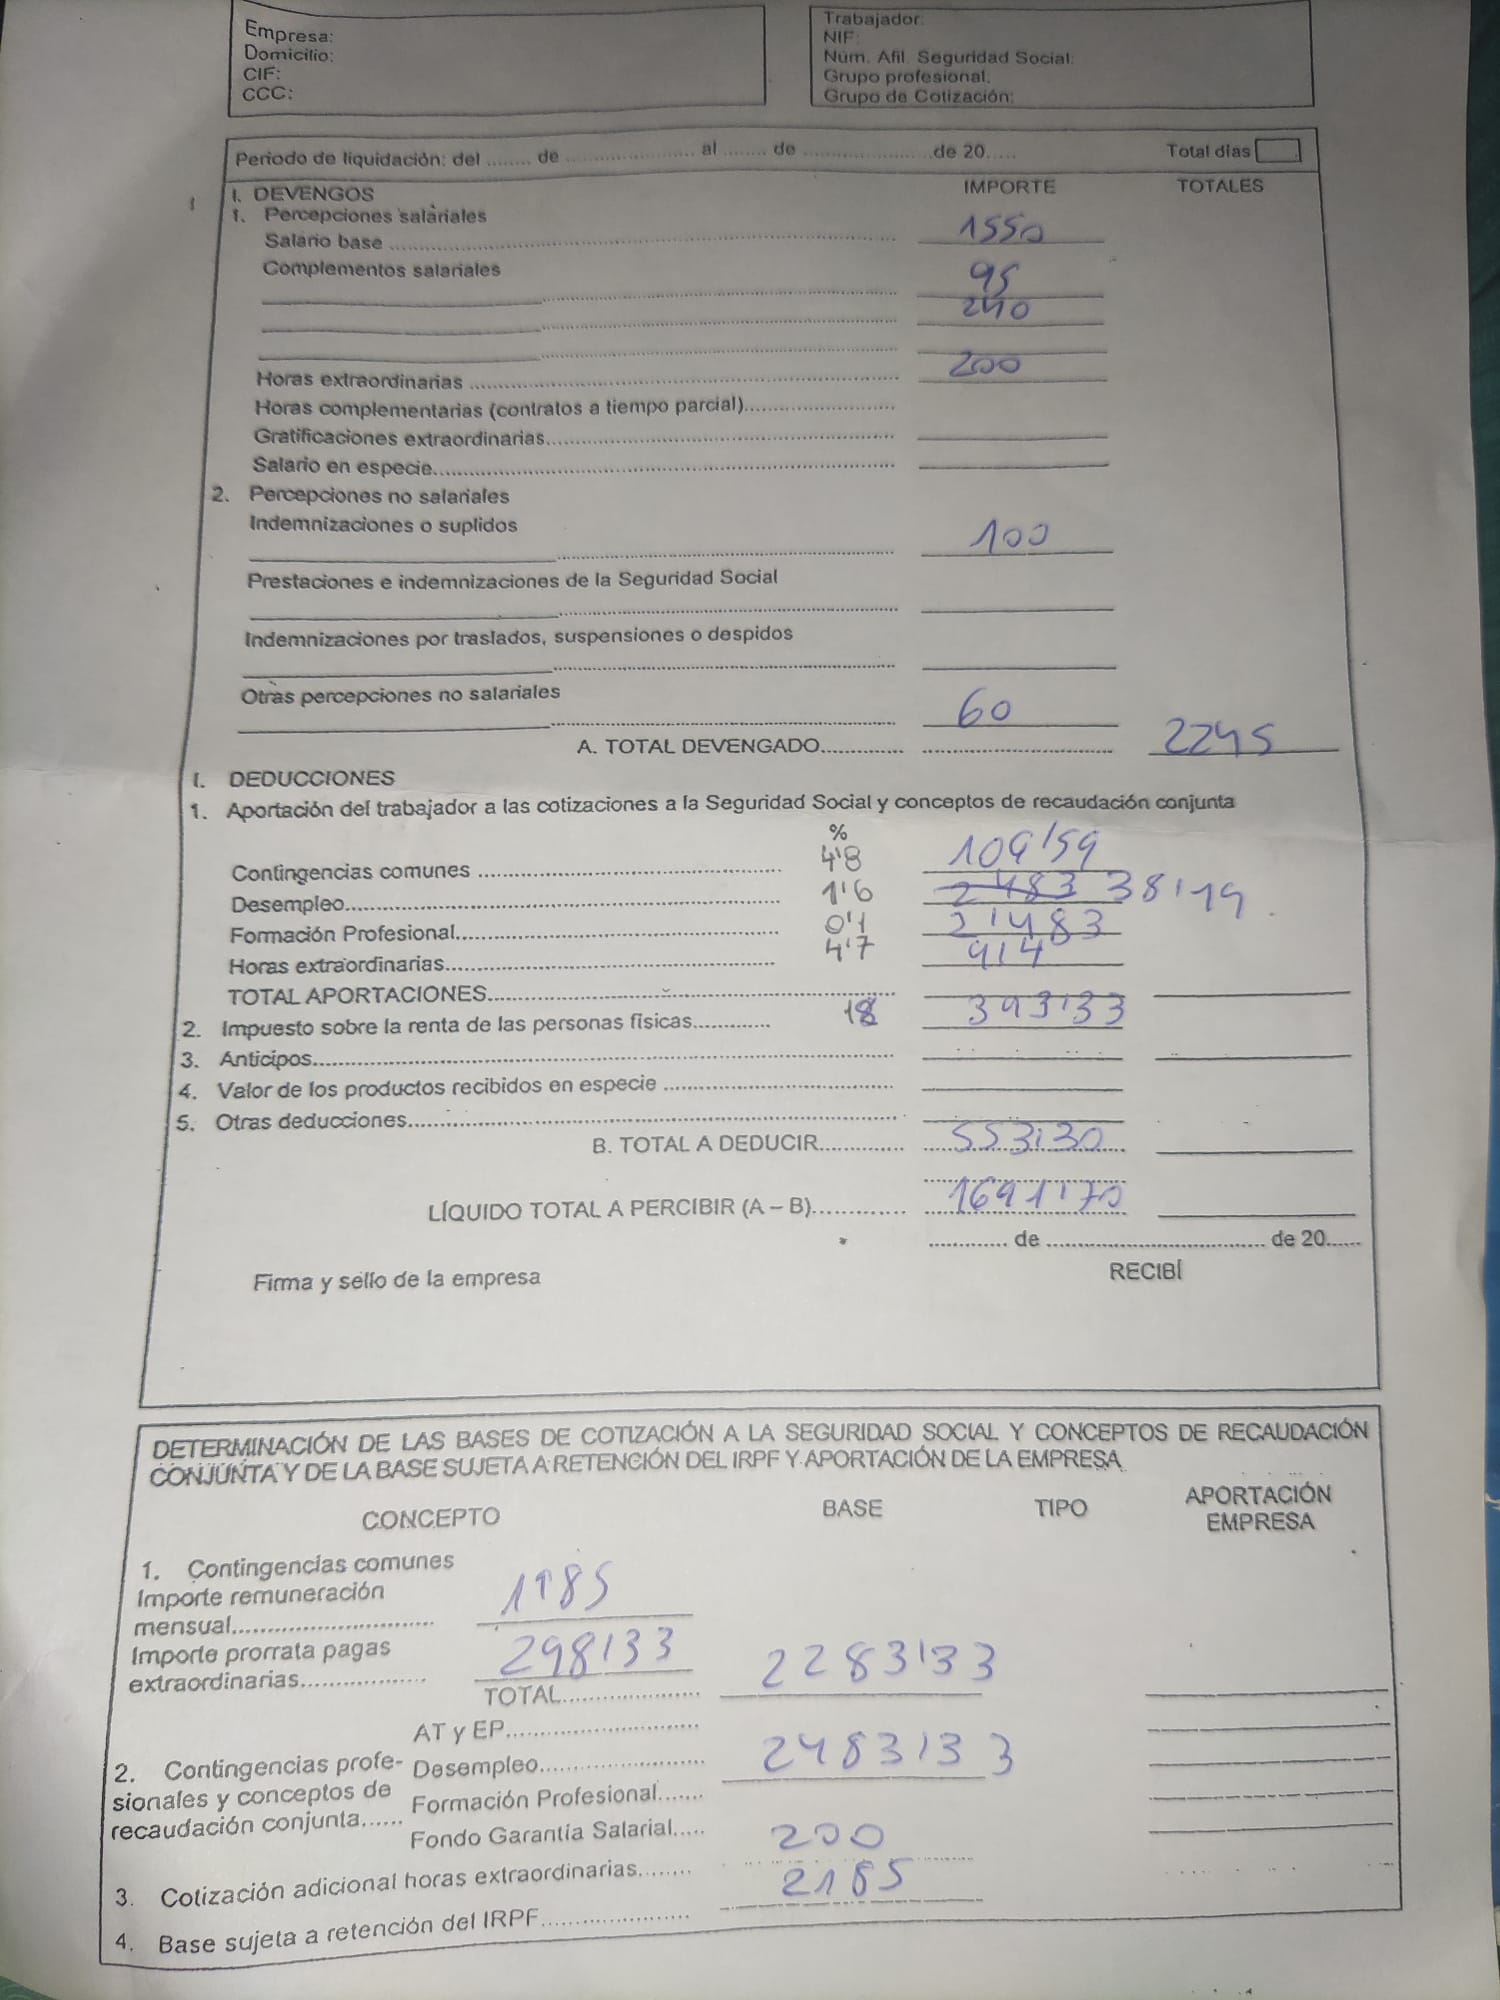 Empresa:
Domicilio:
CIF:
CCC:
Trabajador:
NIF:
Núm. Afil. Seguridad Social:
Grupo profesional:
Grupo de Cotización:
Periodo de liquidación: del ........ de ...................... al ........ de ...................... de 20..... Total días
I. DEVENGOS IMPORTE TOTALES
1. Percepciones salariales
Salario base 1550
Complementos salariales
95
240
Horas extraordinarias 200
Horas complementarias (contratos a tiempo parcial)
Gratificaciones extraordinarias
Salario en especie
2. Percepciones no salariales
Indemnizaciones o suplidos
100
Prestaciones e indemnizaciones de la Seguridad Social
Indemnizaciones por traslados, suspensiones o despidos
Otras percepciones no salariales
60
A. TOTAL DEVENGADO 2245
I. DEDUCCIONES
1. Aportación del trabajador a las cotizaciones a la Seguridad Social y conceptos de recaudación conjunta
%
Contingencias comunes 4'8 109'59
Desempleo 1'6 2483 38'19
Formación Profesional 0'1 2'483
Horas extraordinarias 4'7 9'4
TOTAL APORTACIONES
2. Impuesto sobre la renta de las personas físicas 18 393'33
3. Anticipos
4. Valor de los productos recibidos en especie
5. Otras deducciones
B. TOTAL A DEDUCIR 553'30
LÍQUIDO TOTAL A PERCIBIR (A – B) 1691'70
............. de .................................. de 20......
Firma y sello de la empresa RECIBÍ
DETERMINACIÓN DE LAS BASES DE COTIZACIÓN A LA SEGURIDAD SOCIAL Y CONCEPTOS DE RECAUDACIÓN
CONJUNTA Y DE LA BASE SUJETA A RETENCIÓN DEL IRPF Y APORTACIÓN DE LA EMPRESA
CONCEPTO BASE TIPO APORTACIÓN
EMPRESA
1. Contingencias comunes
Importe remuneración
mensual 1985
Importe prorrata pagas
extraordinarias 298'33
TOTAL 2283'33
AT y EP
2. Contingencias profe- Desempleo 2483'33
sionales y conceptos de Formación Profesional
recaudación conjunta Fondo Garantía Salarial
3. Cotización adicional horas extraordinarias 200
4. Base sujeta a retención del IRPF 2185